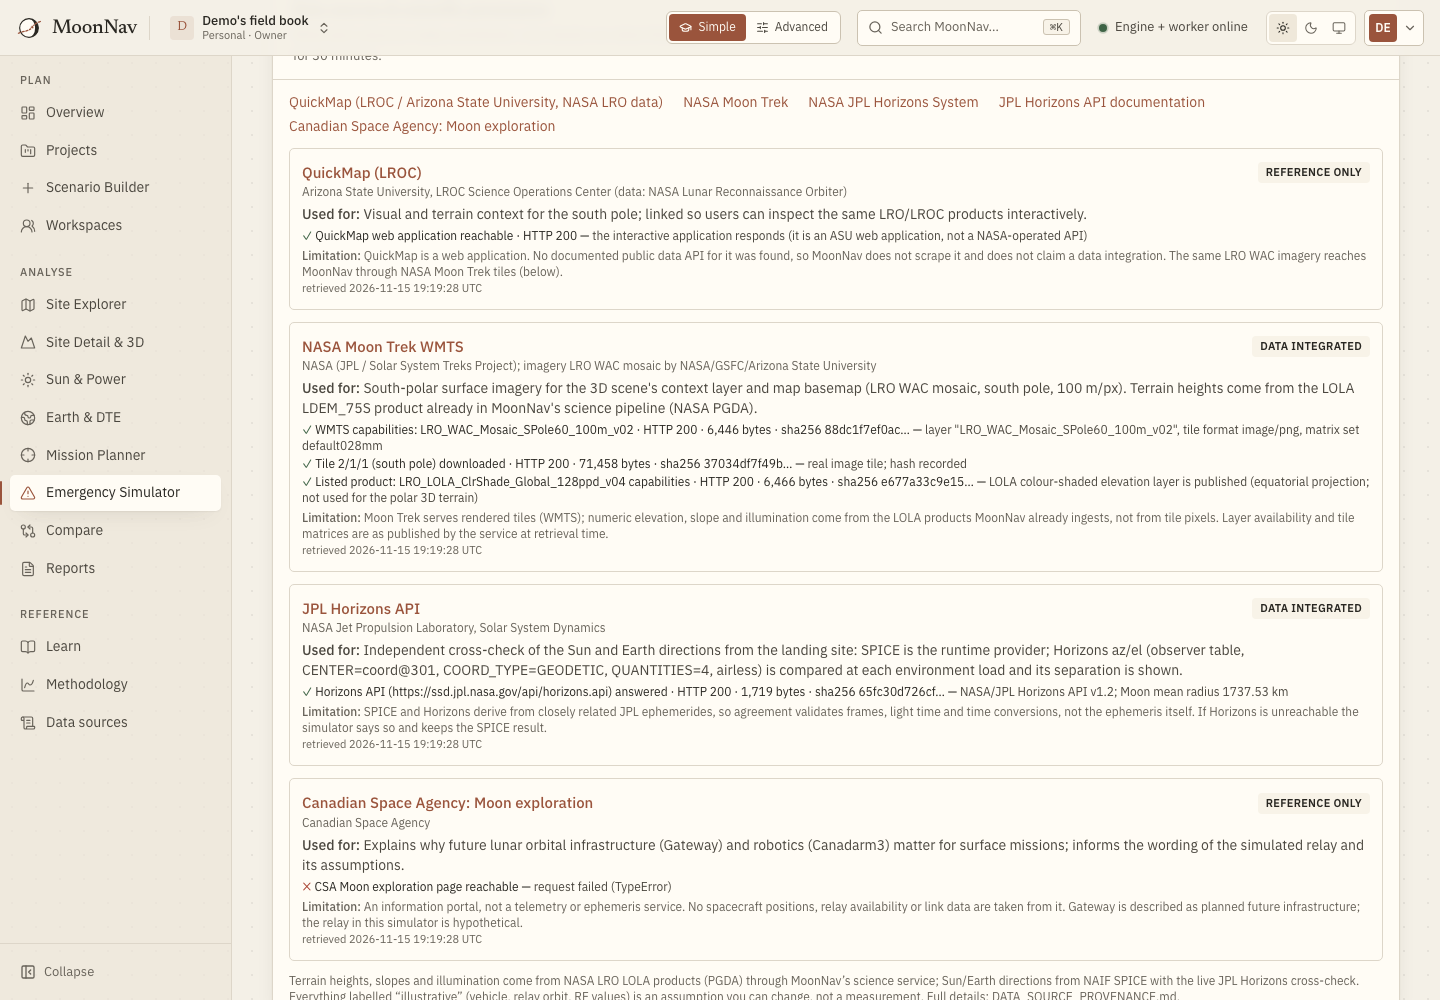 MoonNav
D
Demo's field book
Personal · Owner
Simple
Advanced
Search MoonNav...
⌘K
Engine + worker online
DE
PLAN
Overview
Projects
Scenario Builder
Workspaces
ANALYSE
Site Explorer
Site Detail & 3D
Sun & Power
Earth & DTE
Mission Planner
Emergency Simulator
Compare
Reports
REFERENCE
Learn
Methodology
Data sources
Collapse
for 30 minutes.
QuickMap (LROC / Arizona State University, NASA LRO data) NASA Moon Trek NASA JPL Horizons System JPL Horizons API documentation
Canadian Space Agency: Moon exploration
QuickMap (LROC)
REFERENCE ONLY
Arizona State University, LROC Science Operations Center (data: NASA Lunar Reconnaissance Orbiter)
Used for: Visual and terrain context for the south pole; linked so users can inspect the same LRO/LROC products interactively.
✓ QuickMap web application reachable · HTTP 200 — the interactive application responds (it is an ASU web application, not a NASA-operated API)
Limitation: QuickMap is a web application. No documented public data API for it was found, so MoonNav does not scrape it and does not claim a data integration. The same LRO WAC imagery reaches
MoonNav through NASA Moon Trek tiles (below).
retrieved 2026-11-15 19:19:28 UTC
NASA Moon Trek WMTS
DATA INTEGRATED
NASA (JPL / Solar System Treks Project); imagery LRO WAC mosaic by NASA/GSFC/Arizona State University
Used for: South-polar surface imagery for the 3D scene's context layer and map basemap (LRO WAC mosaic, south pole, 100 m/px). Terrain heights come from the LOLA
LDEM_75S product already in MoonNav's science pipeline (NASA PGDA).
✓ WMTS capabilities: LRO_WAC_Mosaic_SPole60_100m_v02 · HTTP 200 · 6,446 bytes · sha256 88dc1f7ef0ac... — layer "LRO_WAC_Mosaic_SPole60_100m_v02", tile format image/png, matrix set
default028mm
✓ Tile 2/1/1 (south pole) downloaded · HTTP 200 · 71,458 bytes · sha256 37034df7f49b... — real image tile; hash recorded
✓ Listed product: LRO_LOLA_ClrShade_Global_128ppd_v04 capabilities · HTTP 200 · 6,466 bytes · sha256 e677a33c9e15... — LOLA colour-shaded elevation layer is published (equatorial projection;
not used for the polar 3D terrain)
Limitation: Moon Trek serves rendered tiles (WMTS); numeric elevation, slope and illumination come from the LOLA products MoonNav already ingests, not from tile pixels. Layer availability and tile
matrices are as published by the service at retrieval time.
retrieved 2026-11-15 19:19:28 UTC
JPL Horizons API
DATA INTEGRATED
NASA Jet Propulsion Laboratory, Solar System Dynamics
Used for: Independent cross-check of the Sun and Earth directions from the landing site: SPICE is the runtime provider; Horizons az/el (observer table,
CENTER=coord@301, COORD_TYPE=GEODETIC, QUANTITIES=4, airless) is compared at each environment load and its separation is shown.
✓ Horizons API (https://ssd.jpl.nasa.gov/api/horizons.api) answered · HTTP 200 · 1,719 bytes · sha256 65fc30d726cf... — NASA/JPL Horizons API v1.2; Moon mean radius 1737.53 km
Limitation: SPICE and Horizons derive from closely related JPL ephemerides, so agreement validates frames, light time and time conversions, not the ephemeris itself. If Horizons is unreachable the
simulator says so and keeps the SPICE result.
retrieved 2026-11-15 19:19:28 UTC
Canadian Space Agency: Moon exploration
REFERENCE ONLY
Canadian Space Agency
Used for: Explains why future lunar orbital infrastructure (Gateway) and robotics (Canadarm3) matter for surface missions; informs the wording of the simulated relay and
its assumptions.
✕ CSA Moon exploration page reachable — request failed (TypeError)
Limitation: An information portal, not a telemetry or ephemeris service. No spacecraft positions, relay availability or link data are taken from it. Gateway is described as planned future infrastructure;
the relay in this simulator is hypothetical.
retrieved 2026-11-15 19:19:28 UTC
Terrain heights, slopes and illumination come from NASA LRO LOLA products (PGDA) through MoonNav's science service; Sun/Earth directions from NAIF SPICE with the live JPL Horizons cross-check.
Everything labelled “illustrative” (vehicle, relay orbit, RF values) is an assumption you can change, not a measurement. Full details: DATA_SOURCE_PROVENANCE.md.